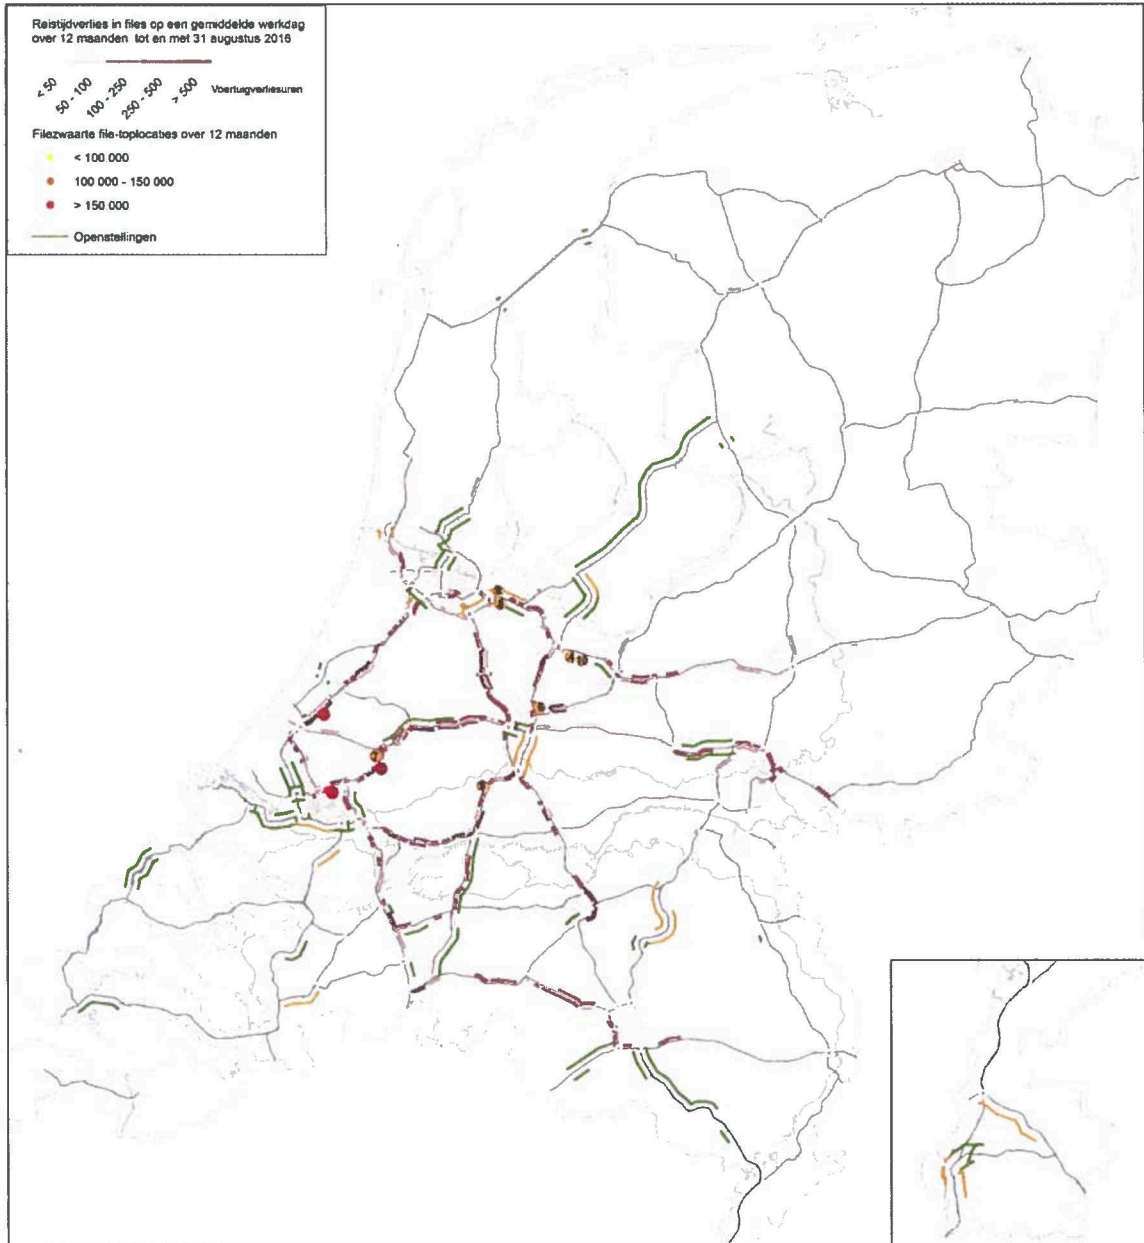 Reistijdverlies in files op een gemiddelde werkdag
over 12 maanden tot en met 31 augustus 2016
< 50
50 - 100
100 - 250
250 - 500
> 500
Voertuigverliesuren
Filezwaarte file-toplocaties over 12 maanden
< 100 000
100 000 - 150 000
> 150 000
Openstellingen